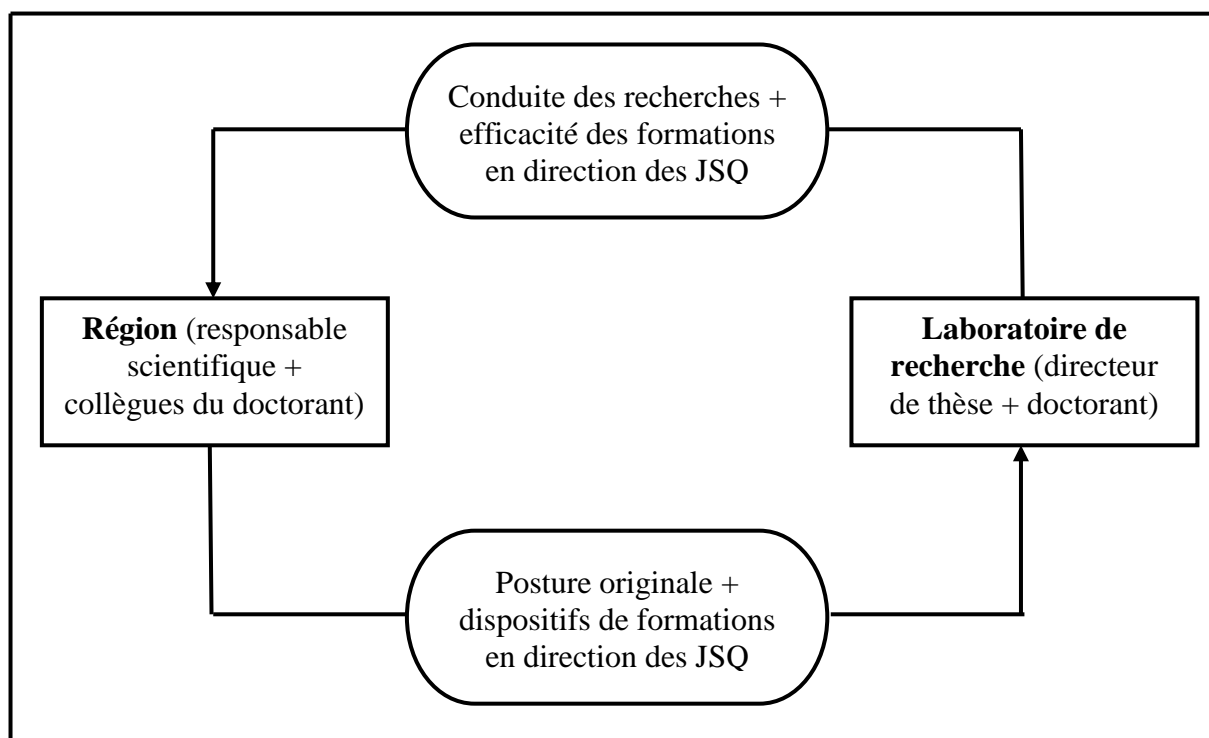 Conduite des recherches +
efficacité des formations
en direction des JSQ
Région (responsable
scientifique +
collègues du doctorant)
Laboratoire de
recherche (directeur
de thèse + doctorant)
Posture originale +
dispositifs de formations
en direction des JSQ